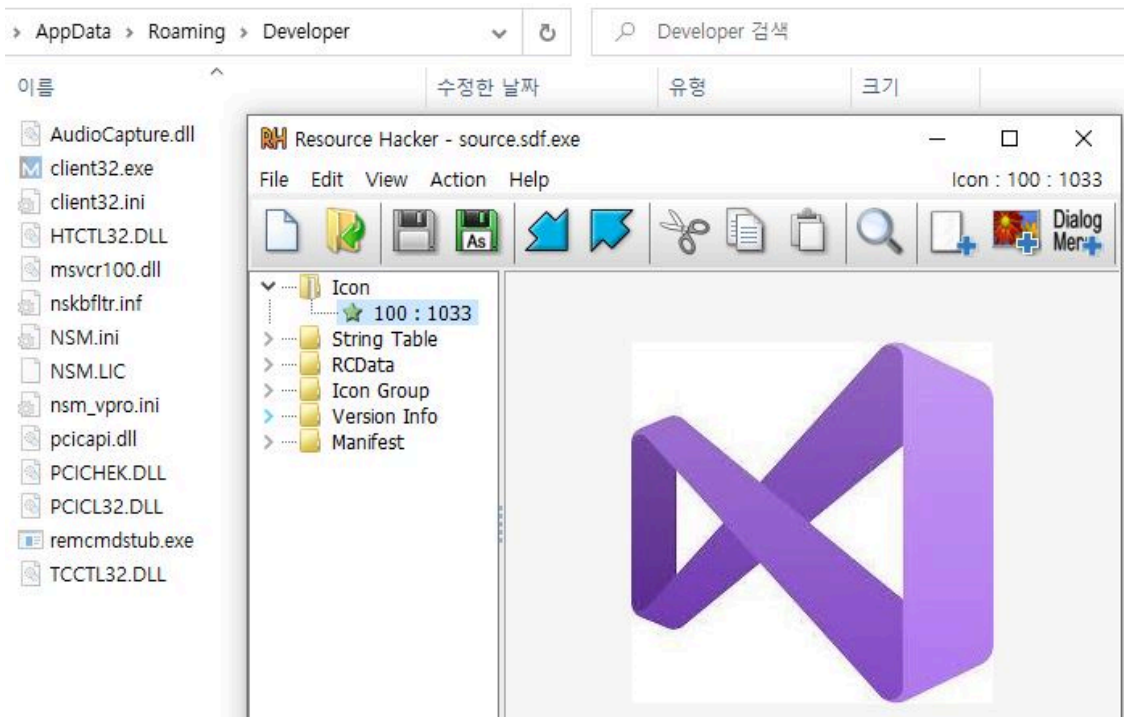 > AppData > Roaming > Developer
Developer 검색
이름
수정한 날짜
유형
크기
AudioCapture.dll
client32.exe
client32.ini
HTCTL32.DLL
msvcr100.dll
nskbfltr.inf
NSM.ini
NSM.LIC
nsm_vpro.ini
pcicapi.dll
PCICHEK.DLL
PCICL32.DLL
remcmdstub.exe
TCCTL32.DLL
RH Resource Hacker - source.sdf.exe
File Edit View Action Help
Icon : 100 : 1033
As
Dialog
Menu
Icon
100 : 1033
String Table
RCData
Icon Group
Version Info
Manifest